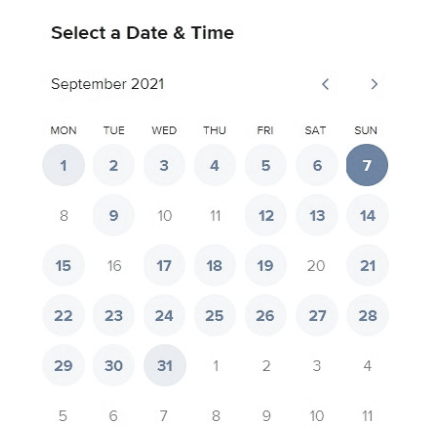 Select a Date & Time
September 2021
MON TUE WED THU FRI SAT SUN
1 2 3 4 5 6 7
8 9 10 11 12 13 14
15 16 17 18 19 20 21
22 23 24 25 26 27 28
29 30 31 1 2 3 4
5 6 7 8 9 10 11